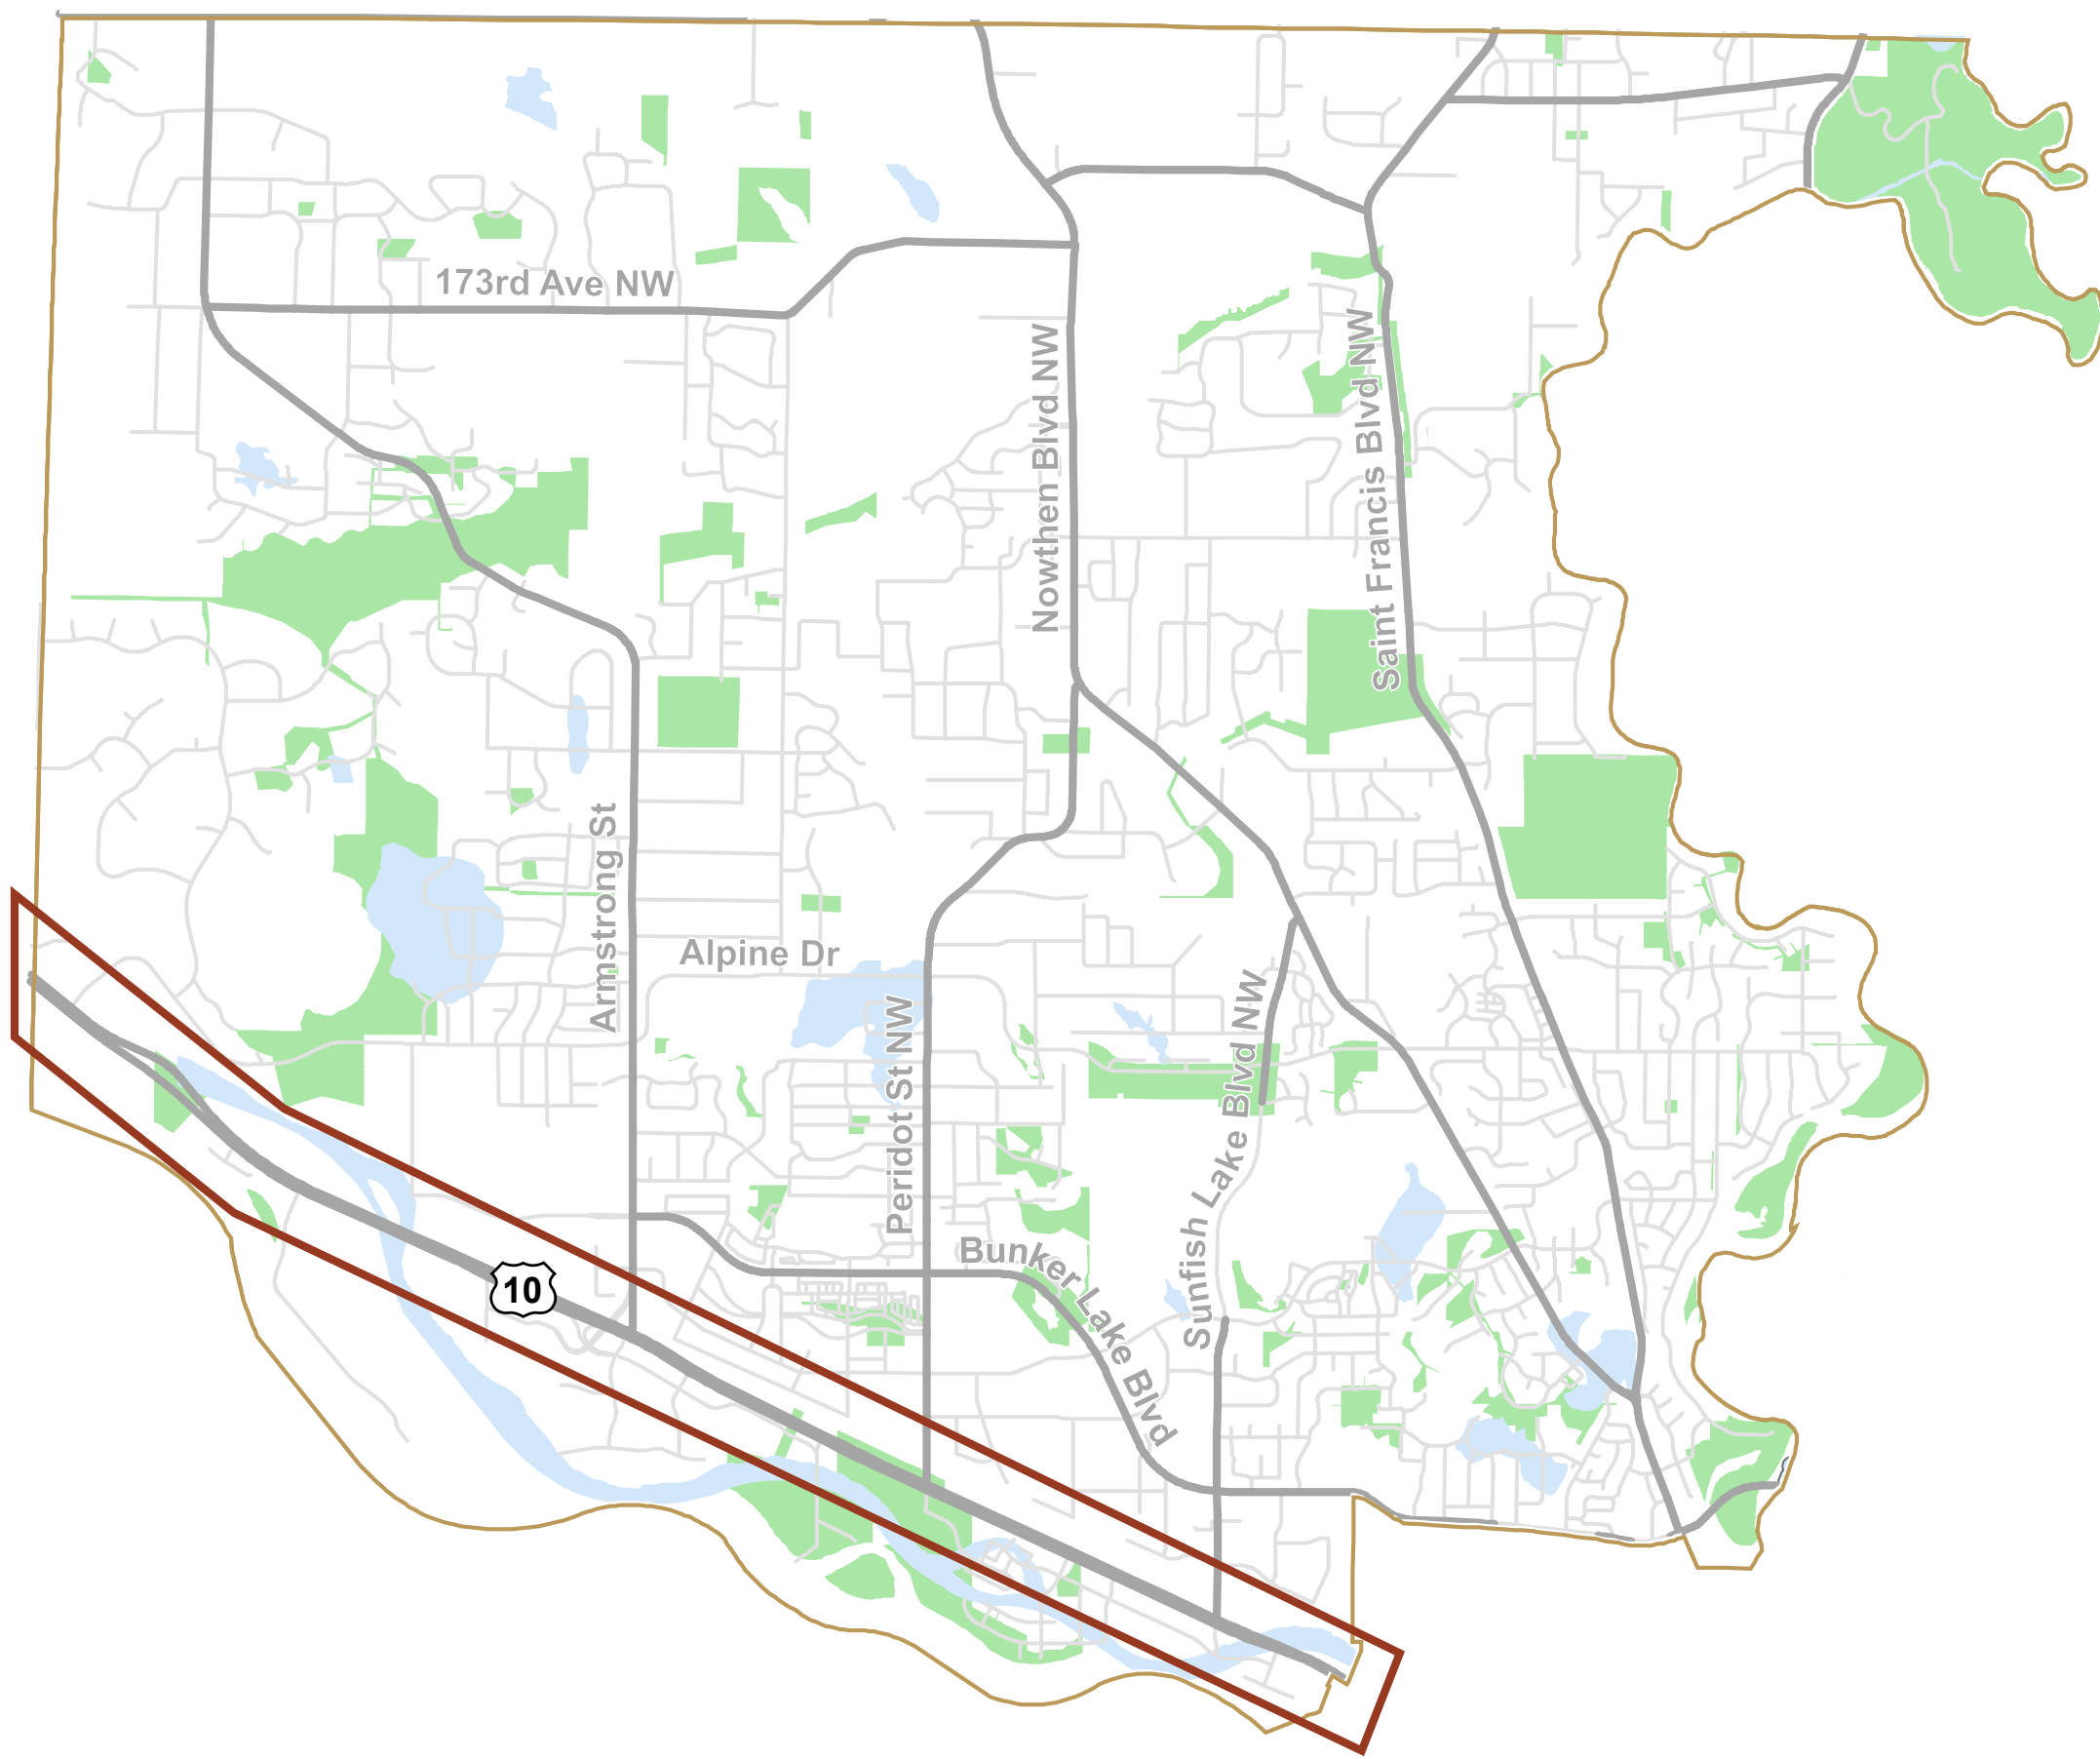 173rd Ave NW
Nowthen Blvd NW
Saint Francis Blvd NW
Armstrong St
Alpine Dr
Peridot St NW
Sunfish Lake Blvd NW
Bunker Lake Blvd
10